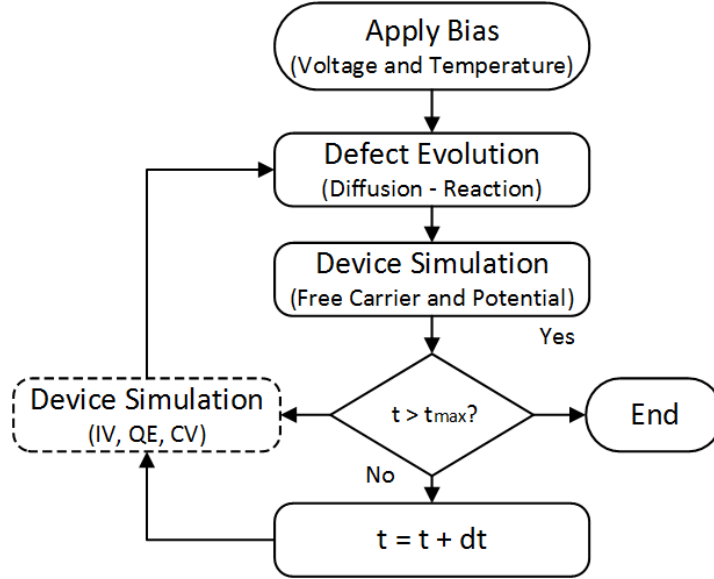 Apply Bias
(Voltage and Temperature)
Defect Evolution
(Diffusion - Reaction)
Device Simulation
(Free Carrier and Potential)
Yes
Device Simulation
(IV, QE, CV)
t > tmax?
End
No
t = t + dt